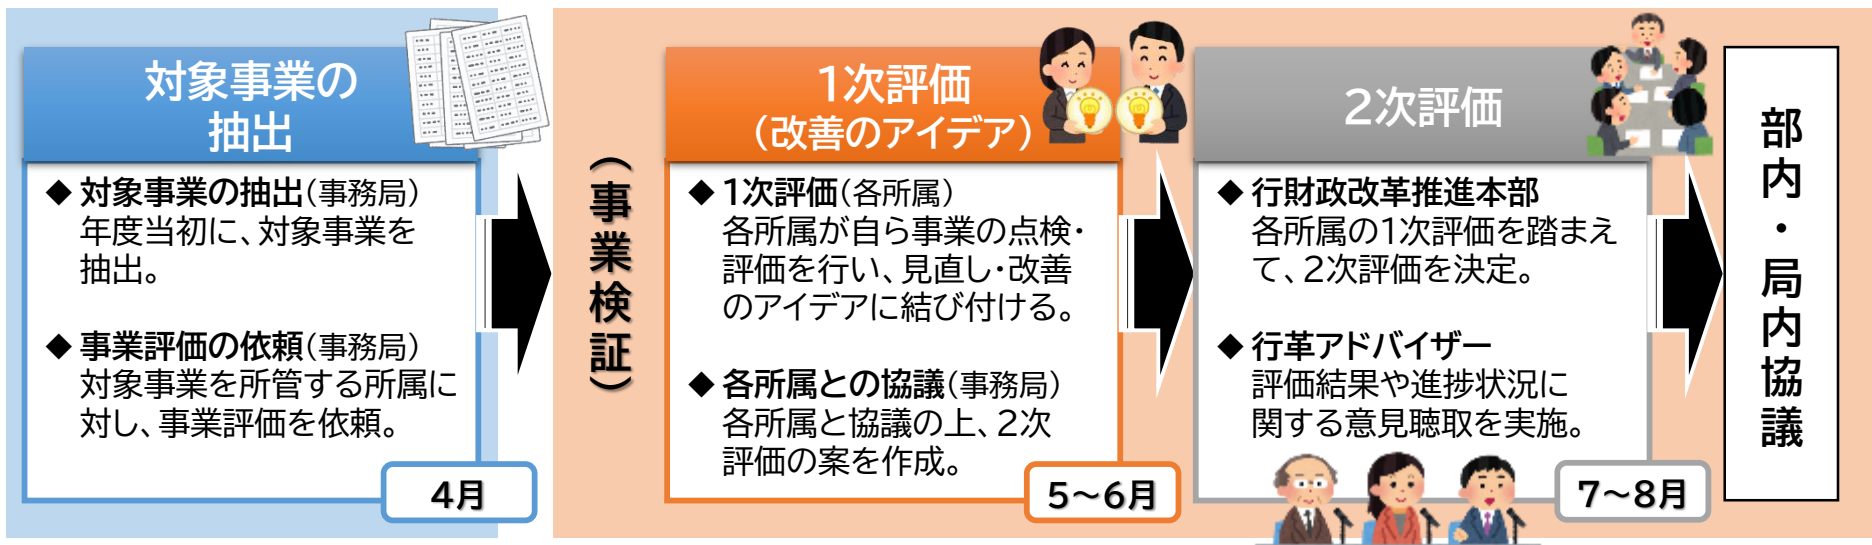 対象事業の
抽出
◆ 対象事業の抽出(事務局)
年度当初に、対象事業を
抽出。
◆ 事業評価の依頼(事務局)
対象事業を所管する所属に
対し、事業評価を依頼。
4月
(事業検証)
1次評価
(改善のアイデア)
◆ 1次評価(各所属)
各所属が自ら事業の点検・
評価を行い、見直し・改善
のアイデアに結び付ける。
◆ 各所属との協議(事務局)
各所属と協議の上、2次
評価の案を作成。
5～6月
2次評価
◆ 行財政改革推進本部
各所属の1次評価を踏まえ
て、2次評価を決定。
◆ 行革アドバイザー
評価結果や進捗状況に
関する意見聴取を実施。
7～8月
部内・局内協議